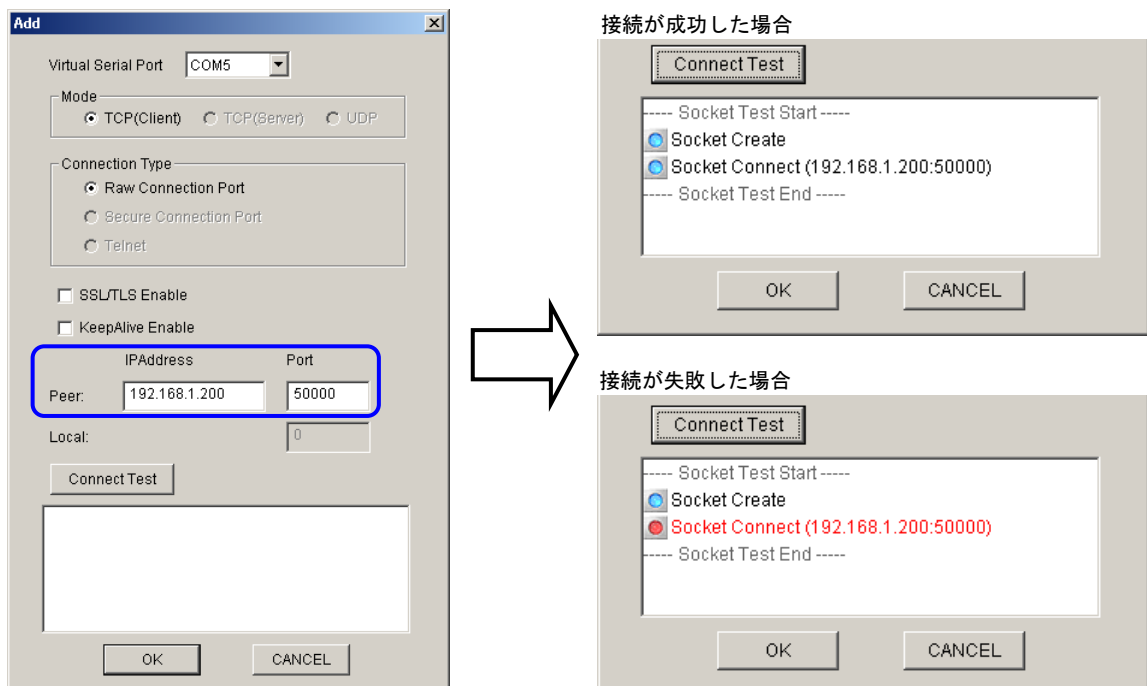 Add
Virtual Serial Port COM5
Mode
TCP(Client) TCP(Server) UDP
Connection Type
Raw Connection Port
Secure Connection Port
Telnet
SSL/TLS Enable
KeepAlive Enable
IPAddress Port
Peer: 192.168.1.200 50000
Local: 0
Connect Test
OK CANCEL
接続が成功した場合
Connect Test
----- Socket Test Start -----
Socket Create
Socket Connect (192.168.1.200:50000)
----- Socket Test End -----
OK CANCEL
接続が失敗した場合
Connect Test
----- Socket Test Start -----
Socket Create
Socket Connect (192.168.1.200:50000)
----- Socket Test End -----
OK CANCEL